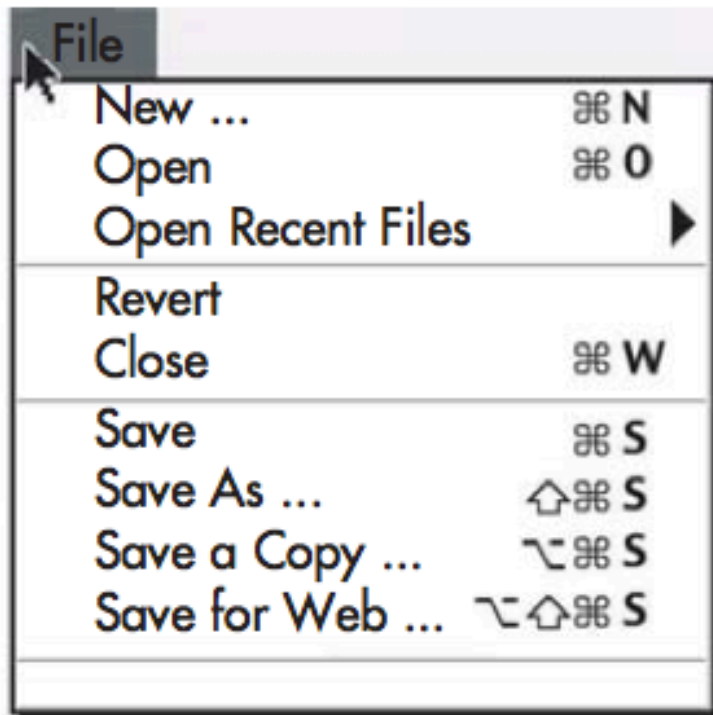 File
New ... ⌘ N
Open ⌘ O
Open Recent Files ▶
Revert
Close ⌘ W
Save ⌘ S
Save As ... ⇧⌘ S
Save a Copy ... ⌥⌘ S
Save for Web ... ⌥⇧⌘ S